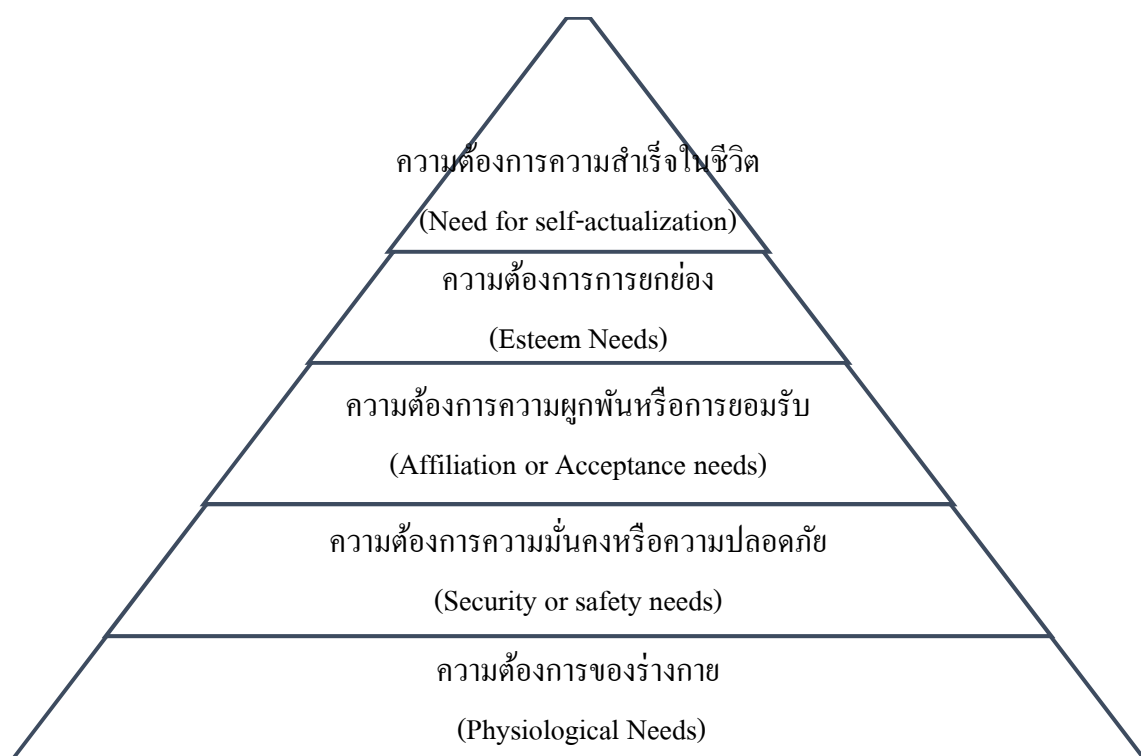 ความต้องการความสำเร็จในชีวิต
(Need for self-actualization)
ความต้องการการยกย่อง
(Esteem Needs)
ความต้องการความผูกพันหรือการยอมรับ
(Affiliation or Acceptance needs)
ความต้องการความมั่นคงหรือความปลอดภัย
(Security or safety needs)
ความต้องการของร่างกาย
(Physiological Needs)